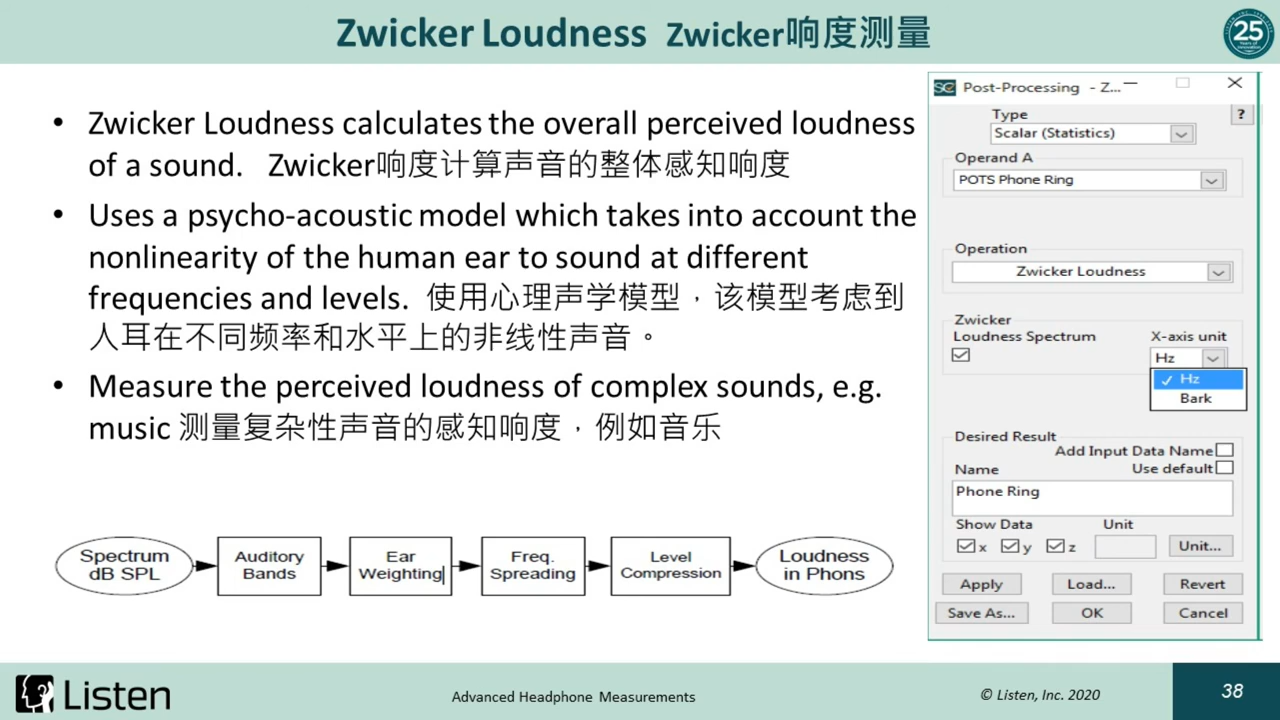 Zwicker Loudness Zwicker响度测量
25
Years of
• Zwicker Loudness calculates the overall perceived loudness
of a sound. Zwicker响度计算声音的整体感知响度
• Uses a psycho-acoustic model which takes into account the
nonlinearity of the human ear to sound at different
frequencies and levels. 使用心理声学模型，该模型考虑到
人耳在不同频率和水平上的非线性声音。
• Measure the perceived loudness of complex sounds, e.g.
music 测量复杂性声音的感知响度，例如音乐
Spectrum
dB SPL
Auditory
Bands
Ear
Weighting
Freq.
Spreading
Level
Compression
Loudness
in Phons
SC Post-Processing - Z...
Type
?
Scalar (Statistics)
Operand A
POTS Phone Ring
Operation
Zwicker Loudness
Zwicker
Loudness Spectrum
X-axis unit
Hz
Hz
Bark
Desired Result
Add Input Data Name
Name
Use default
Phone Ring
Show Data
Unit
x y z
Unit...
Apply Load... Revert
Save As... OK Cancel
Listen
Advanced Headphone Measurements
© Listen, Inc. 2020
38